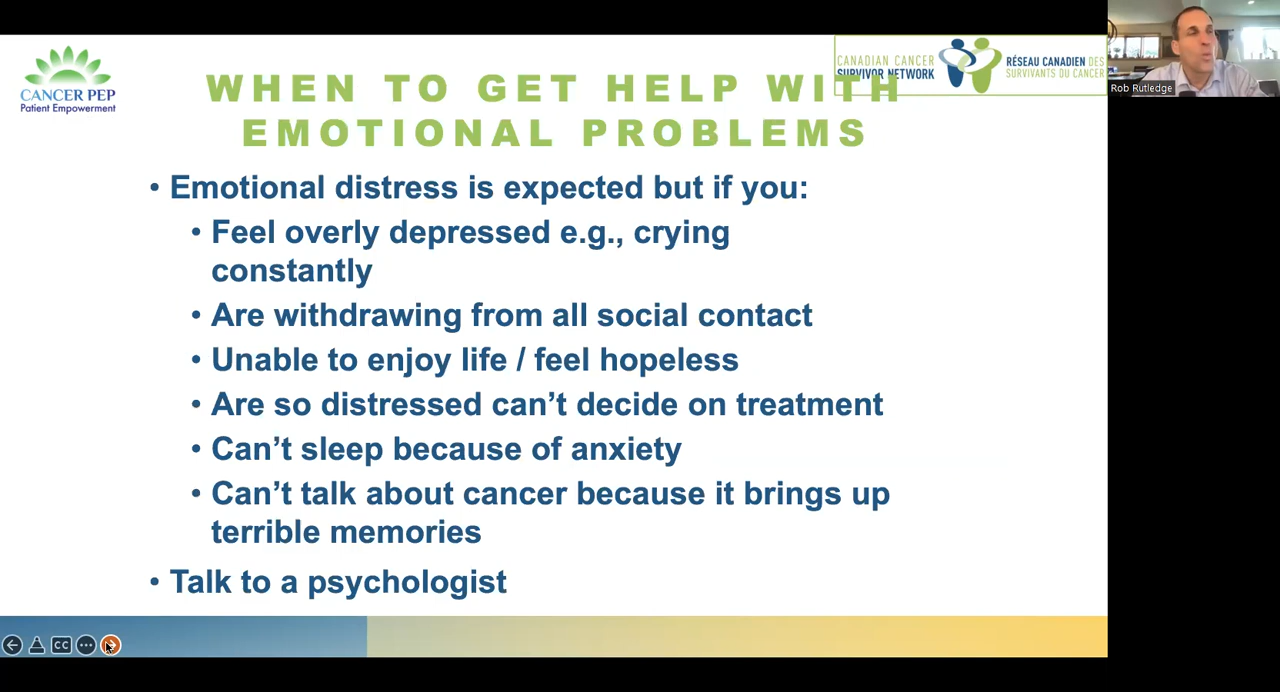 CANCER PEP
Patient Empowerment
CANADIAN CANCER
SURVIVOR NETWORK
RÉSEAU CANADIEN DES
SURVIVANTS DU CANCER
Rob Rutledge
WHEN TO GET HELP WITH
EMOTIONAL PROBLEMS
• Emotional distress is expected but if you:
• Feel overly depressed e.g., crying
constantly
• Are withdrawing from all social contact
• Unable to enjoy life / feel hopeless
• Are so distressed can’t decide on treatment
• Can’t sleep because of anxiety
• Can’t talk about cancer because it brings up
terrible memories
• Talk to a psychologist
CC